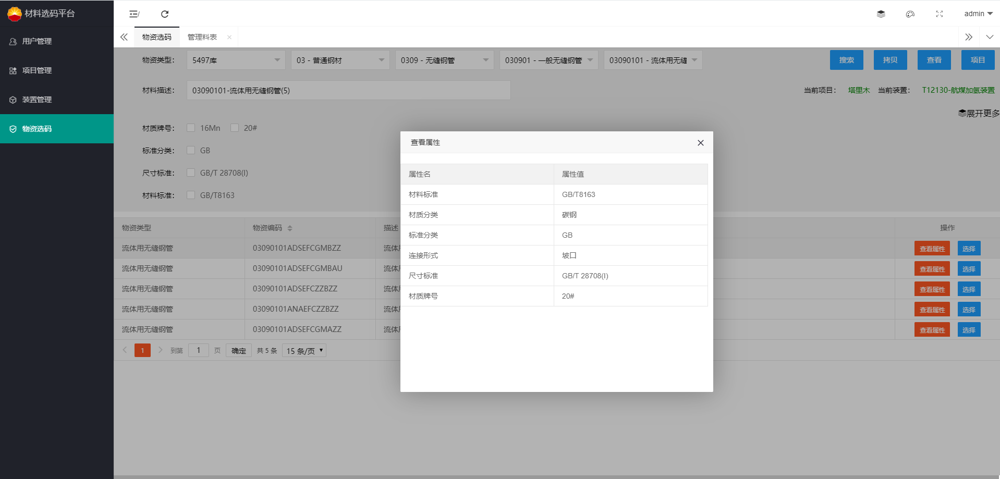 材料选码平台
admin
用户管理
项目管理
装置管理
物资选码
物资选码 管理料表
物资类型： 5497库 03 - 普通钢材 0309 - 无缝钢管 030901 - 一般无缝钢管 03090101 - 流体用无缝 搜索 拷贝 查看 项目
材料描述： 03090101-流体用无缝钢管(5) 当前项目： 塔里木 当前装置： T12130-航煤加氢装置
展开更多
材质牌号： 16Mn 20#
标准分类： GB
尺寸标准： GB/T 28708(I)
材料标准： GB/T8163
物资类型 物资编码 描述 操作
流体用无缝钢管 03090101ADSEFCGMBZZ 流体 查看属性 选择
流体用无缝钢管 03090101ADSEFCGMBAU 流体 查看属性 选择
流体用无缝钢管 03090101ADSEFCZZBZZ 流体 查看属性 选择
流体用无缝钢管 03090101ANAEFCZZBZZ 流体 查看属性 选择
流体用无缝钢管 03090101ADSEFCGMAZZ 流体 查看属性 选择
1 到第 1 页 确定 共 5 条 15 条/页
查看属性
属性名 属性值
材料标准 GB/T8163
材质分类 碳钢
标准分类 GB
连接形式 坡口
尺寸标准 GB/T 28708(I)
材质牌号 20#